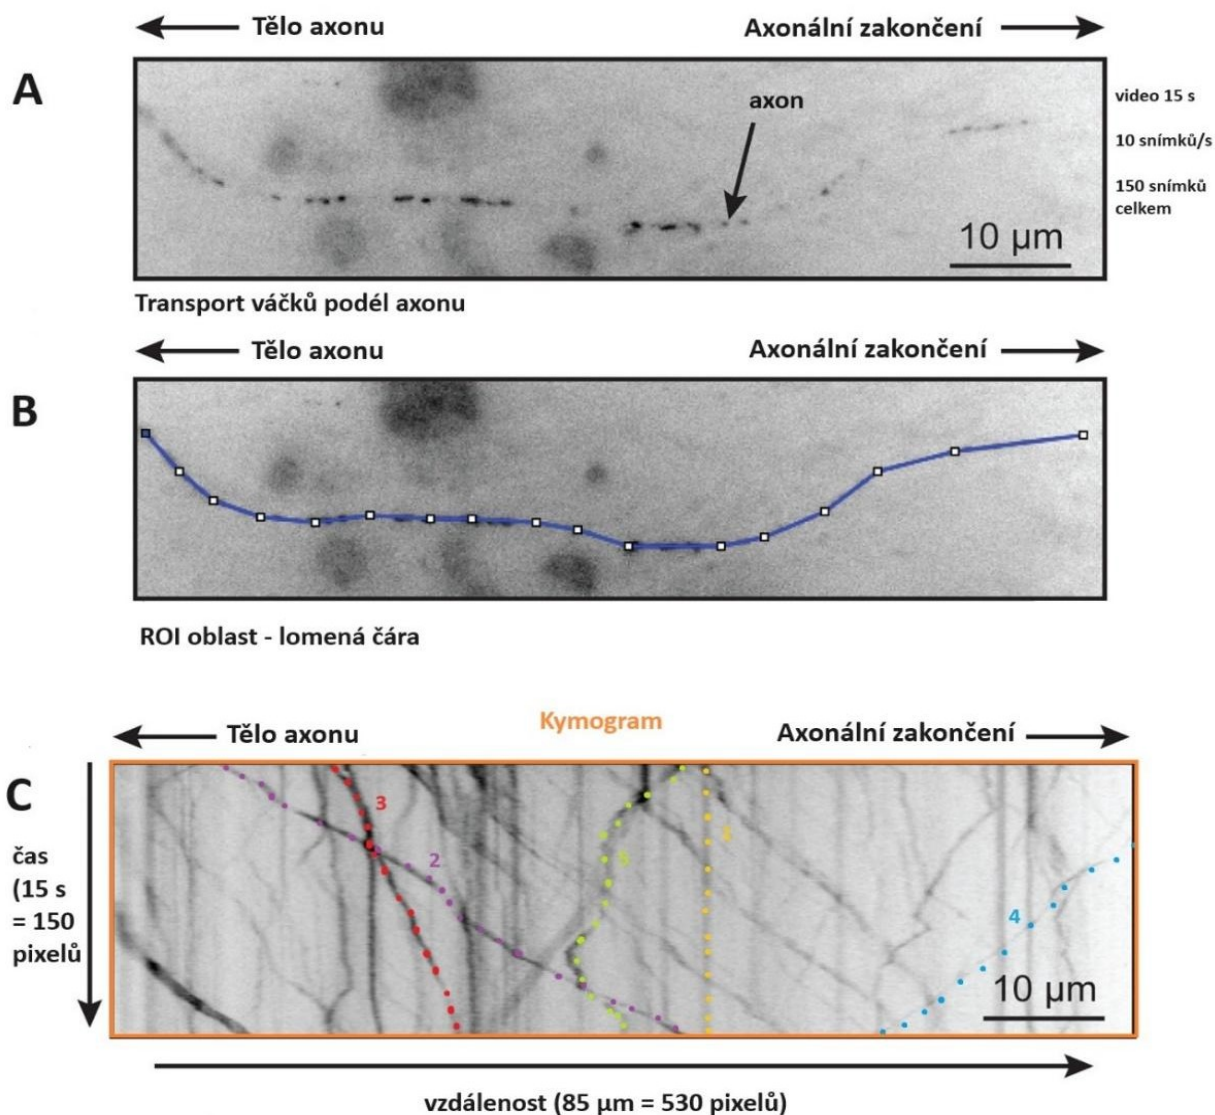 Tělo axonu
Axonální zakončení
A
axon
video 15 s
10 snímků/s
150 snímků
celkem
10 µm
Transport váčků podél axonu
Tělo axonu
Axonální zakončení
B
ROI oblast - lomená čára
Kymogram
Tělo axonu
Axonální zakončení
C
3
2
5
4
čas
(15 s
= 150
pixelů
10 µm
vzdálenost (85 µm = 530 pixelů)